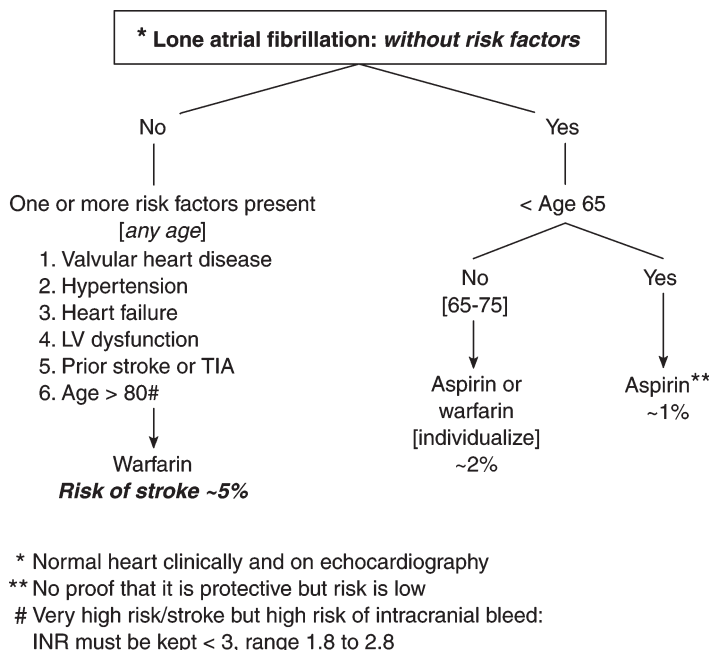 * Lone atrial fibrillation: without risk factors
No
Yes
One or more risk factors present
[any age]
1. Valvular heart disease
2. Hypertension
3. Heart failure
4. LV dysfunction
5. Prior stroke or TIA
6. Age > 80#
Warfarin
Risk of stroke ~5%
< Age 65
No
[65-75]
Aspirin or
warfarin
[individualize]
~2%
Yes
Aspirin**
~1%
* Normal heart clinically and on echocardiography
** No proof that it is protective but risk is low
# Very high risk/stroke but high risk of intracranial bleed:
INR must be kept < 3, range 1.8 to 2.8